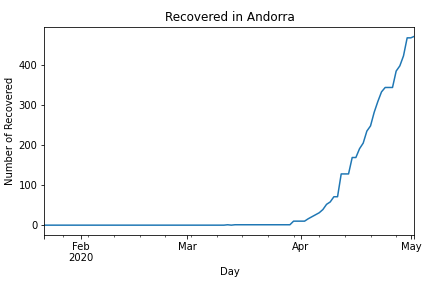 Recovered in Andorra
Number of Recovered
400
300
200
100
0
Feb
2020
Mar
Apr
May
Day